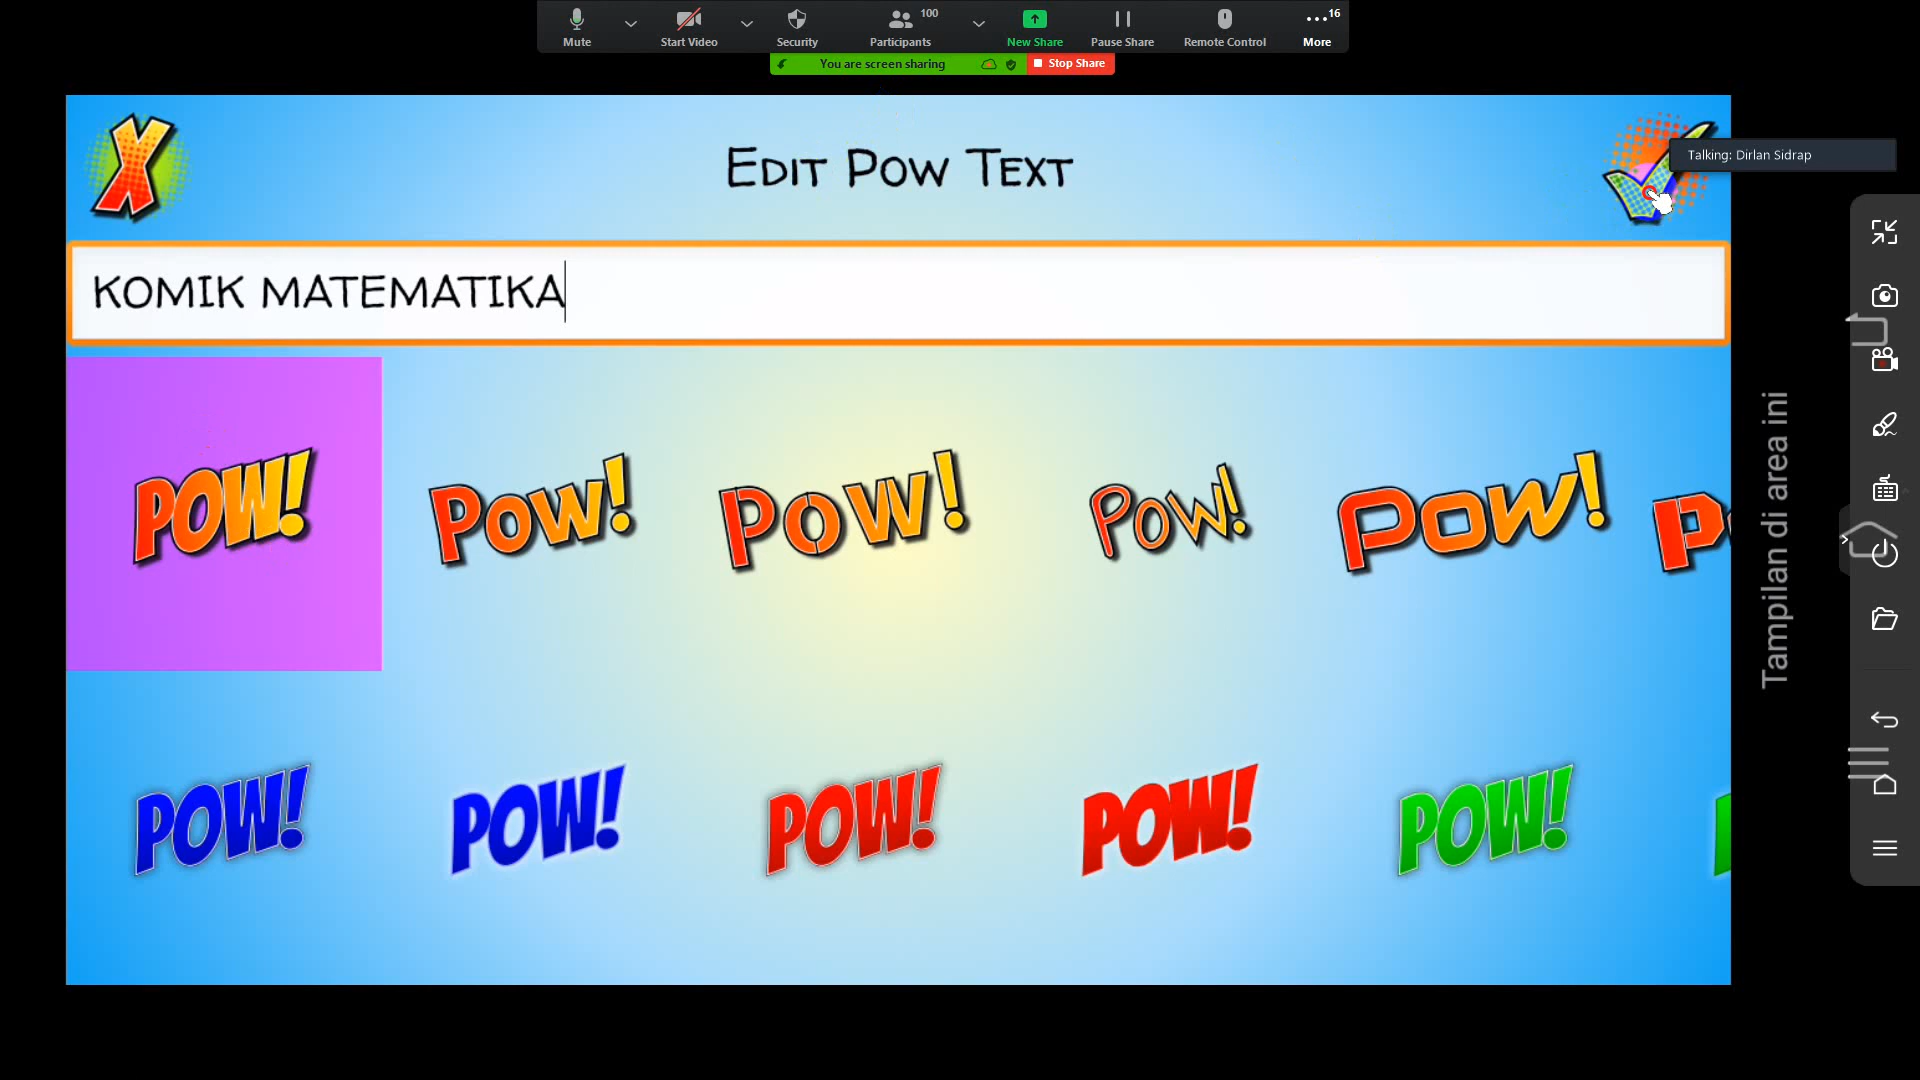 100
16
Mute
Start Video
Security
Participants
New Share
Pause Share
Remote Control
More
You are screen sharing
Stop Share
Edit Pow Text
Talking: Dirlan Sidrap
KOMIK MATEMATIKA
POW!
Pow!
Pow!
Pow!
Pow!
P
Tampilan di area ini
POW!
POW!
POW!
POW!
POW!